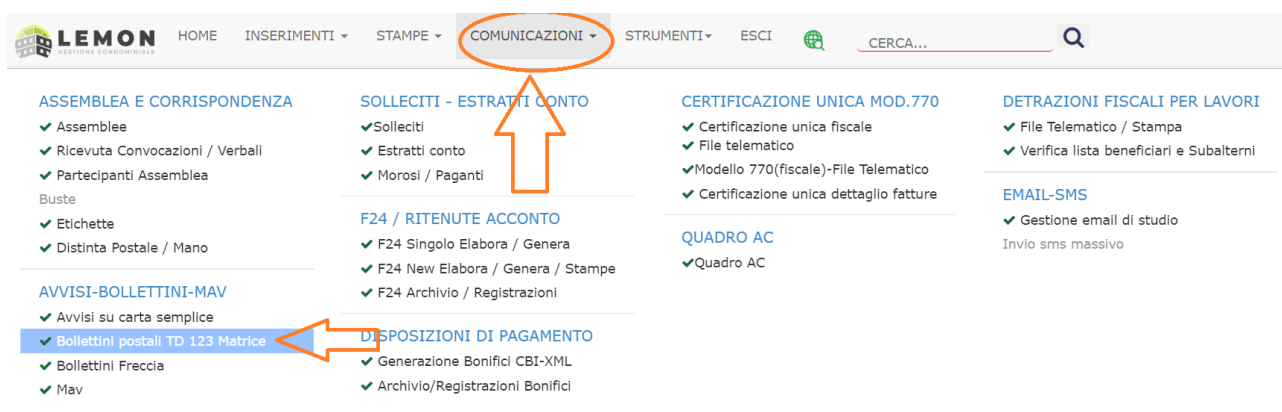 LEMON
GESTIONE CONDOMINIALE
HOME INSERIMENTI STAMPE COMUNICAZIONI STRUMENTI ESCI CERCA...
ASSEMBLEA E CORRISPONDENZA
Assemblee
Ricevuta Convocazioni / Verbali
Partecipanti Assemblea
Buste
Etichette
Distinta Postale / Mano
AVVISI-BOLLETTINI-MAV
Avvisi su carta semplice
Bollettini postali TD 123 Matrice
Bollettini Freccia
Mav
SOLLECITI - ESTRATTI CONTO
Solleciti
Estratti conto
Morosi / Paganti
F24 / RITENUTE ACCONTO
F24 Singolo Elabora / Genera
F24 New Elabora / Genera / Stampe
F24 Archivio / Registrazioni
DISPOSIZIONI DI PAGAMENTO
Generazione Bonifici CBI-XML
Archivio/Registrazioni Bonifici
CERTIFICAZIONE UNICA MOD.770
Certificazione unica fiscale
File telematico
Modello 770(fiscale)-File Telematico
Certificazione unica dettaglio fatture
QUADRO AC
Quadro AC
DETRAZIONI FISCALI PER LAVORI
File Telematico / Stampa
Verifica lista beneficiari e Subalterni
EMAIL-SMS
Gestione email di studio
Invio sms massivo